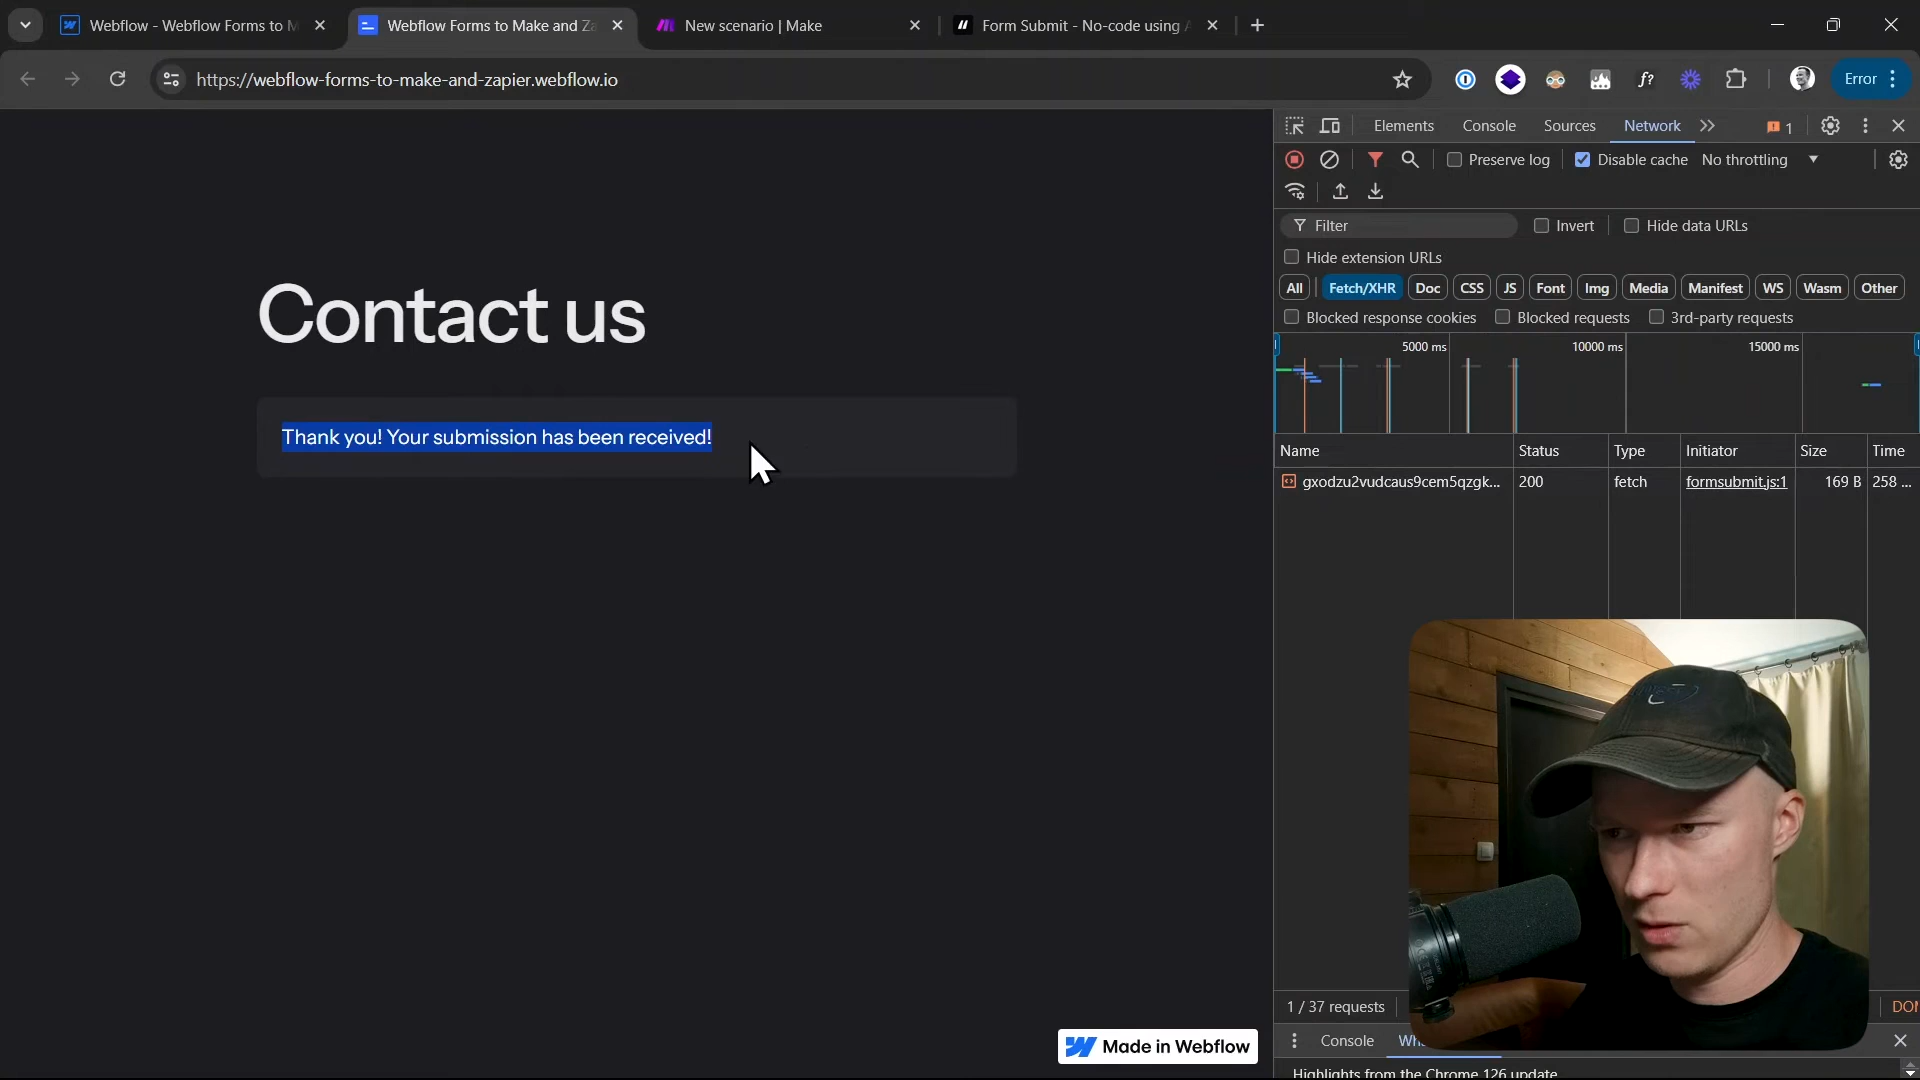 Webflow - Webflow Forms to M
Webflow Forms to Make and Za
New scenario | Make
Form Submit - No-code using A
https://webflow-forms-to-make-and-zapier.webflow.io
f?
Error
Elements
Console
Sources
Network
1
Preserve log
Disable cache
No throttling
Filter
Invert
Hide data URLs
Hide extension URLs
All
Fetch/XHR
Doc
CSS
JS
Font
Img
Media
Manifest
WS
Wasm
Other
Blocked response cookies
Blocked requests
3rd-party requests
5000 ms
10000 ms
15000 ms
Name
Status
Type
Initiator
Size
Time
gxodzu2vudcaus9cem5qzgk...
200
fetch
formsubmit.js:1
169 B
258 ...
Contact us
Thank you! Your submission has been received!
1 / 37 requests
Console
Highlights from the Chrome 126 update
Made in Webflow